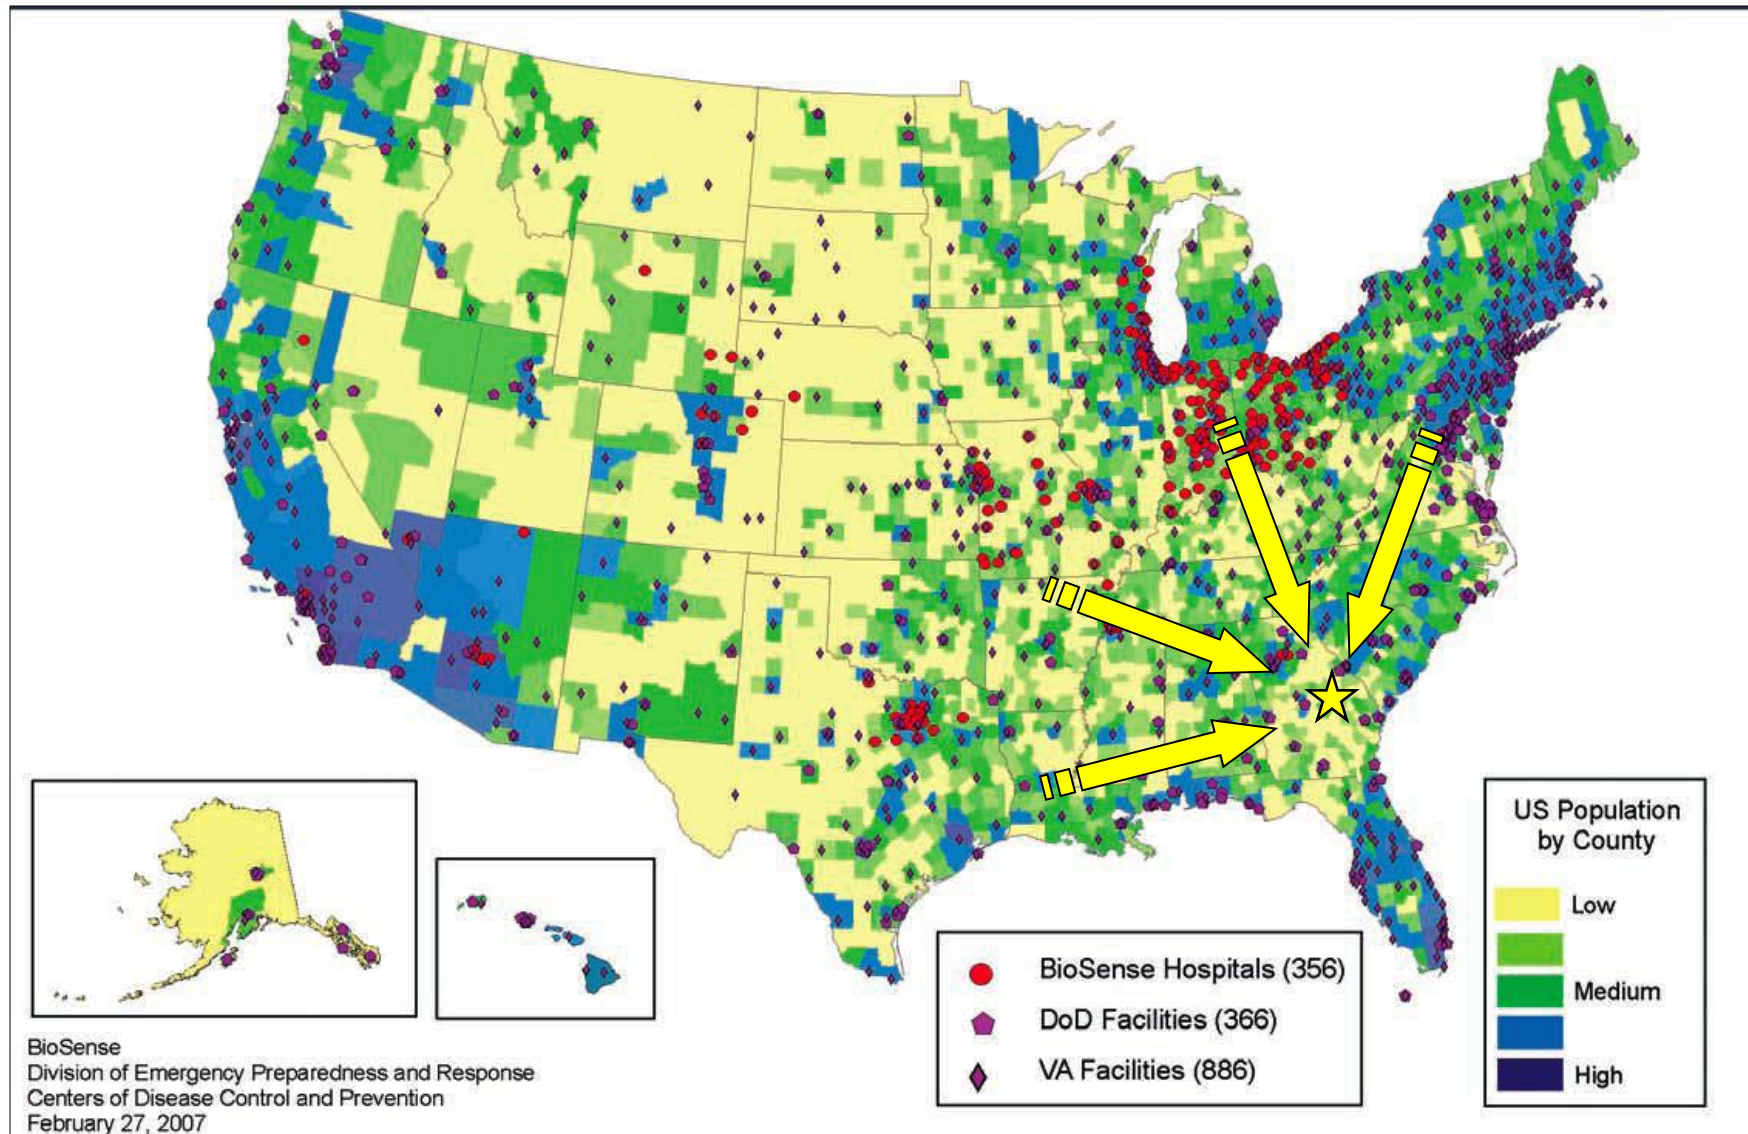 US Population
by County
Low
Medium
High
BioSense Hospitals (356)
DoD Facilities (366)
VA Facilities (886)
BioSense
Division of Emergency Preparedness and Response
Centers of Disease Control and Prevention
February 27, 2007